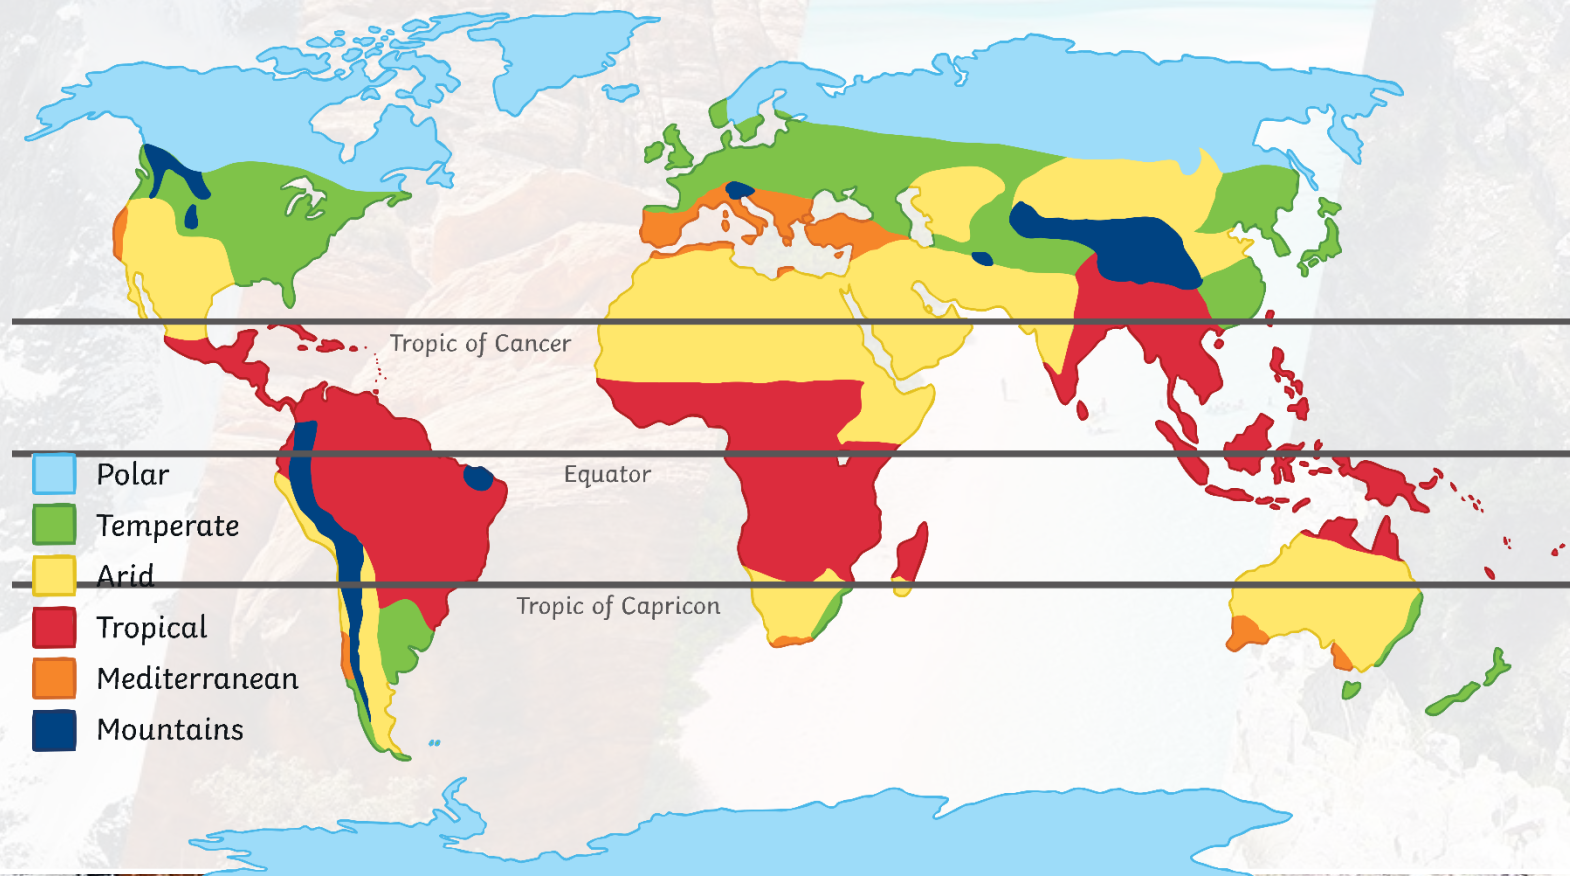 Tropic of Cancer
Equator
Tropic of Capricon
Polar
Temperate
Arid
Tropical
Mediterranean
Mountains